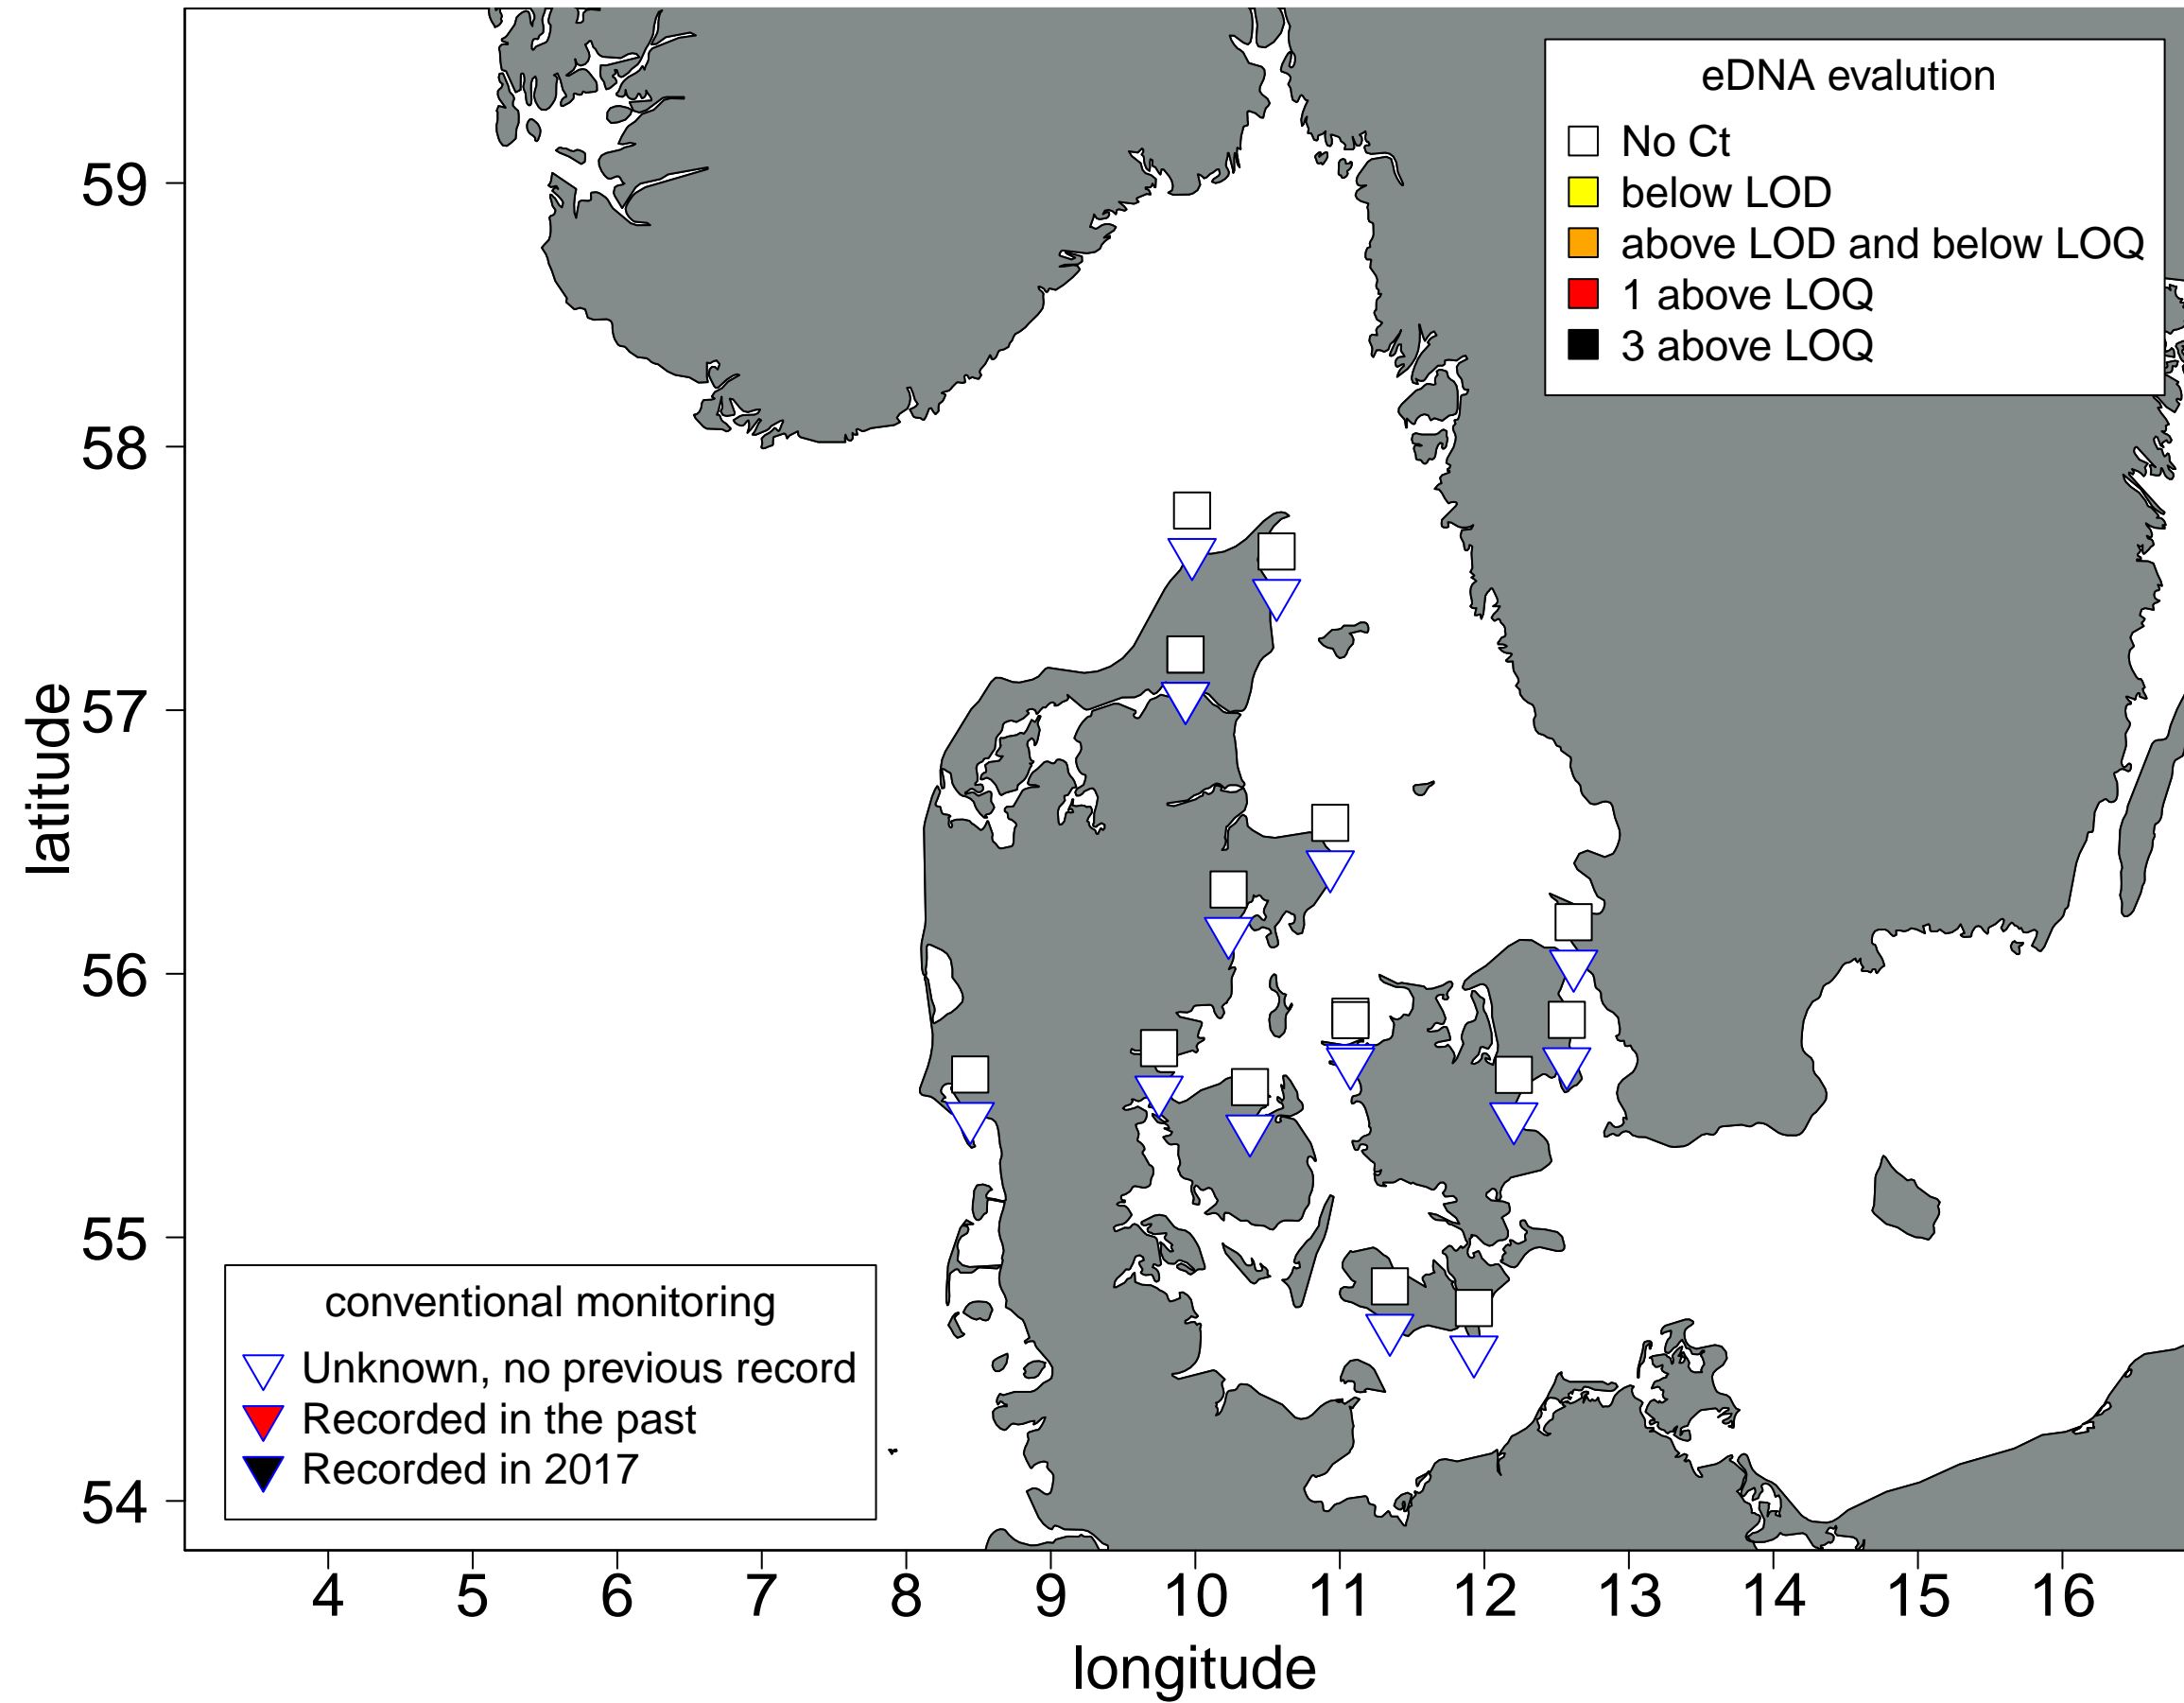 eDNA evalution
No Ct
below LOD
above LOD and below LOQ
1 above LOQ
3 above LOQ
59
58
57
56
55
54
latitude
conventional monitoring
Unknown, no previous record
Recorded in the past
Recorded in 2017
4 5 6 7 8 9 10 11 12 13 14 15 16
longitude